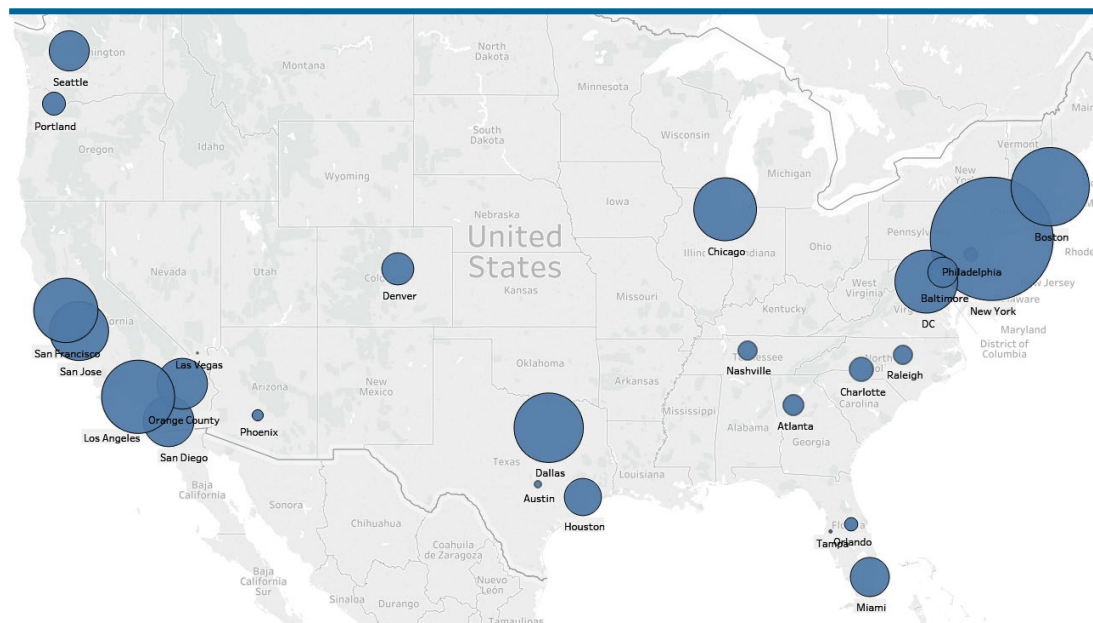 Seattle
Portland
Oregon
Idaho
Montana
North
Dakota
South
Dakota
Minnesota
Wisconsin
Michigan
Vermont
Wyoming
Nebraska
Iowa
United
States
Chicago
Ohio
Boston
Philadelphia
Baltimore
New York
DC
Maryland
District of
Columbia
West
Virginia
Nevada
Utah
Denver
Kansas
Missouri
Kentucky
San Francisco
San Jose
Las Vegas
Orange County
Los Angeles
San Diego
Arizona
Phoenix
New
Mexico
Oklahoma
Arkansas
Nashville
Charlotte
Raleigh
Carolina
Atlanta
Georgia
Alabama
Mississippi
Louisiana
Dallas
Texas
Austin
Houston
Tampa
Orlando
Miami
Baja
California
Sonora
Chihuahua
Coahuila
de Zaragoza
Nuevo
León
Baja
California
Sur
Sinaloa
Durango
Tamaulipas